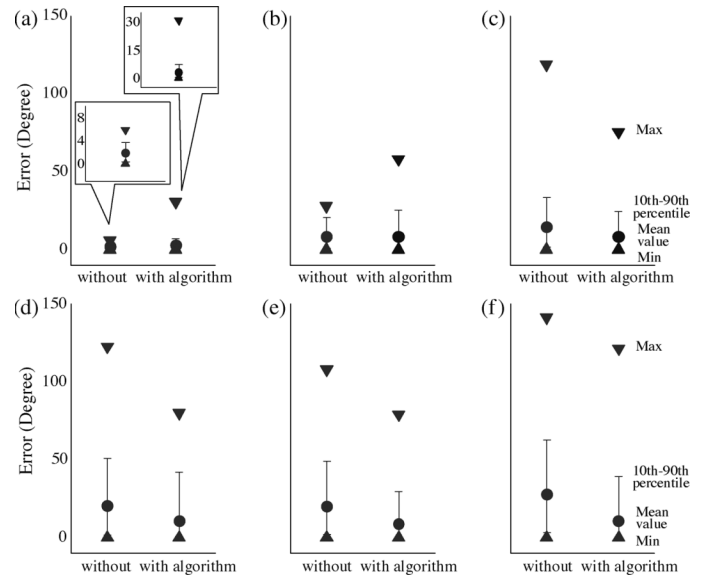 (a)
(b)
(c)
150
100
50
0
Error (Degree)
30
15
0
8
4
0
Max
10th-90th
percentile
Mean
value
Min
without
with algorithm
without
with algorithm
without
with algorithm
(d)
(e)
(f)
150
100
50
0
Error (Degree)
Max
10th-90th
percentile
Mean
value
Min
without
with algorithm
without
with algorithm
without
with algorithm